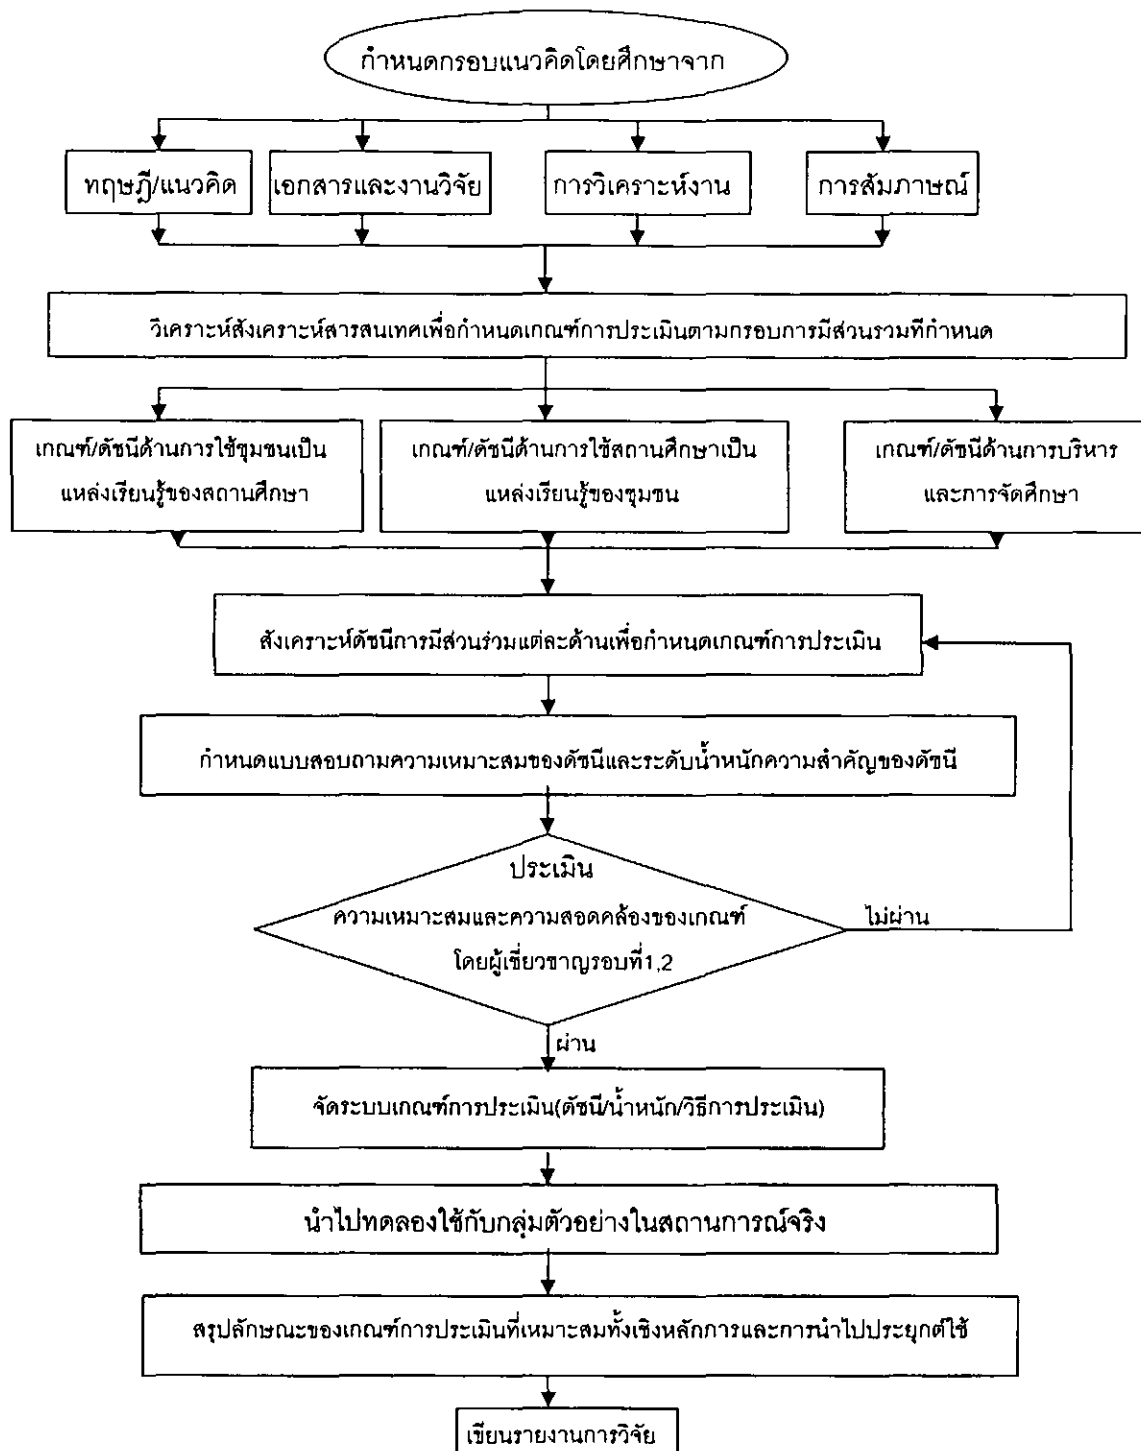 กำหนดกรอบแนวคิดโดยศึกษาจาก
ทฤษฎี/แนวคิด
เอกสารและงานวิจัย
การวิเคราะห์งาน
การสัมภาษณ์
วิเคราะห์สังเคราะห์สารสนเทศเพื่อกำหนดเกณฑ์การประเมินตามกรอบการมีส่วนรวมที่กำหนด
เกณฑ์/ดัชนีด้านการใช้ชุมชนเป็น
แหล่งเรียนรู้ของสถานศึกษา
เกณฑ์/ดัชนีด้านการใช้สถานศึกษาเป็น
แหล่งเรียนรู้ของชุมชน
เกณฑ์/ดัชนีด้านการบริหาร
และการจัดศึกษา
สังเคราะห์ดัชนีการมีส่วนร่วมแต่ละด้านเพื่อกำหนดเกณฑ์การประเมิน
กำหนดแบบสอบถามความเหมาะสมของดัชนีและระดับน้ำหนักความสำคัญของดัชนี
ประเมิน
ความเหมาะสมและความสอดคล้องของเกณฑ์
โดยผู้เชี่ยวชาญรอบที่1,2
ไม่ผ่าน
ผ่าน
จัดระบบเกณฑ์การประเมิน(ดัชนี/น้ำหนัก/วิธีการประเมิน)
นำไปทดลองใช้กับกลุ่มตัวอย่างในสถานการณ์จริง
สรุปลักษณะของเกณฑ์การประเมินที่เหมาะสมทั้งเชิงหลักการและการนำไปประยุกต์ใช้
เขียนรายงานการวิจัย